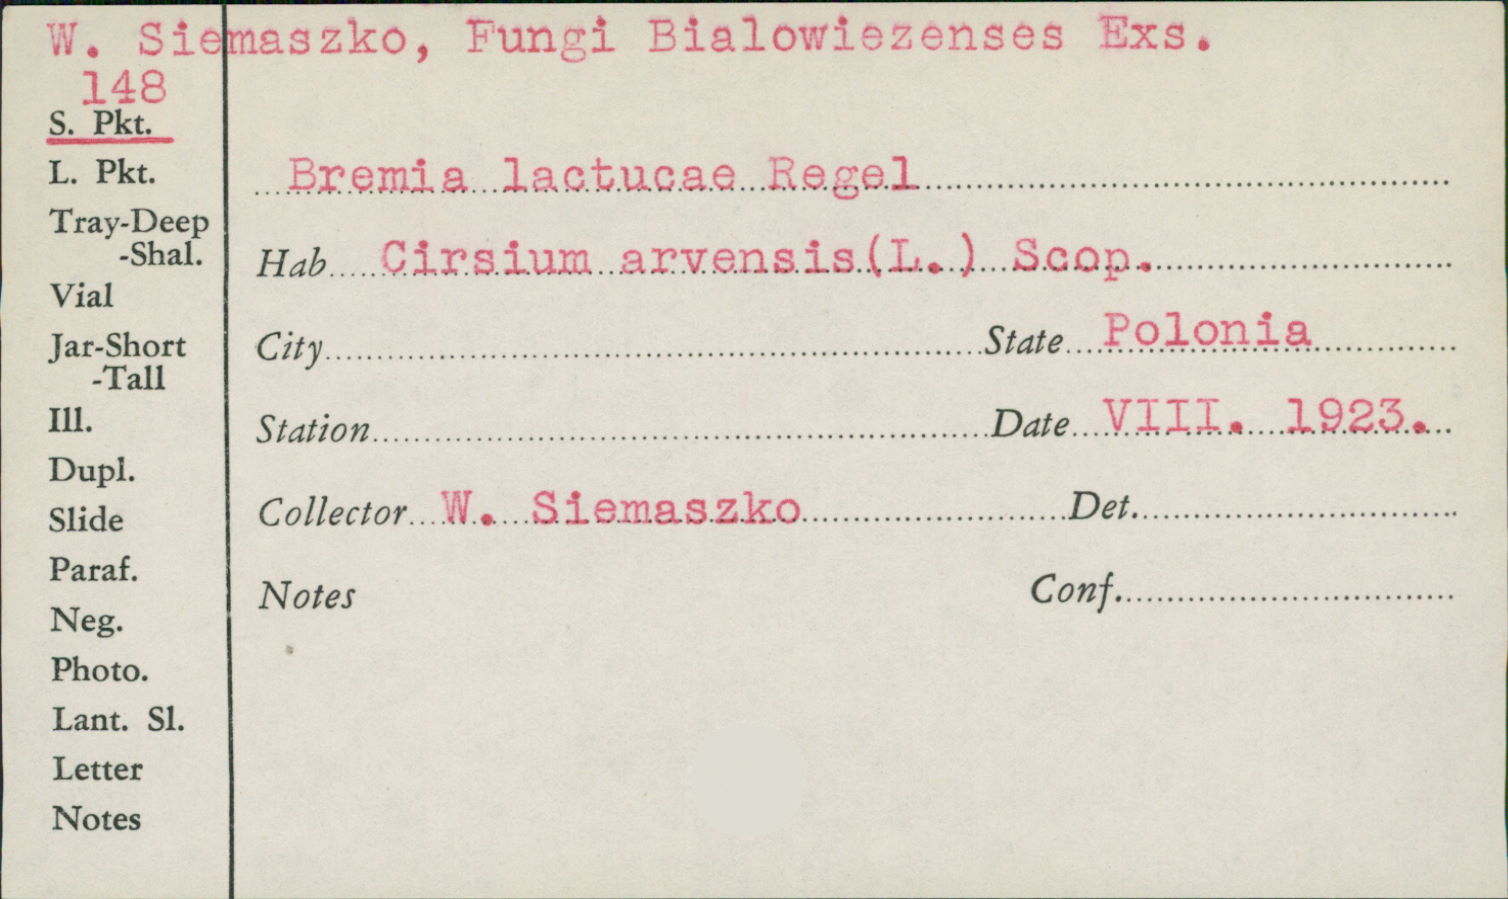 W. Siemaszko, Fungi Bialowiezenses Exs.
148
S. Pkt.
L. Pkt.
Tray-Deep
-Shal.
Vial
Jar-Short
-Tall
Ill.
Dupl.
Slide
Paraf.
Neg.
Photo.
Lant. Sl.
Letter
Notes
Bremia lactucae Regel
Hab Cirsium arvensis(L.) Scop.
City State Polonia
Station Date VIII. 1923.
Collector W. Siemaszko Det.
Notes Conf.